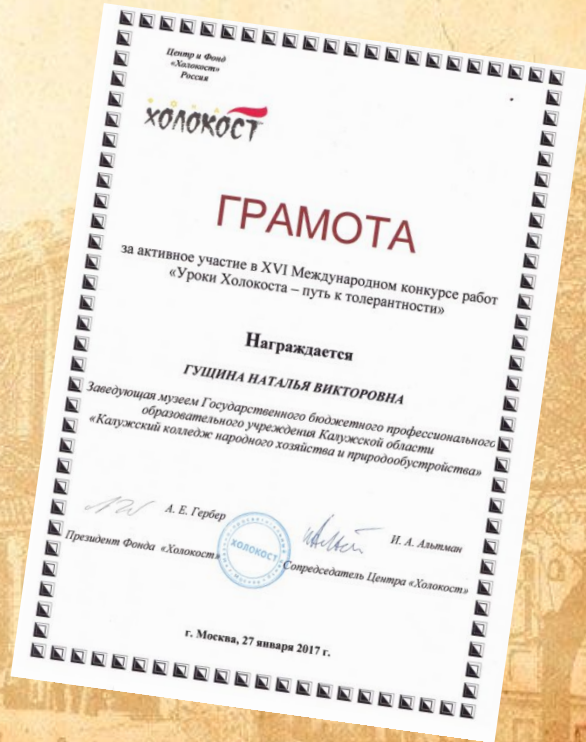 Центр и Фонд
«Холокост»
Россия
ХОЛОКОСТ
ГРАМОТА
за активное участие в XVI Международном конкурсе работ
«Уроки Холокоста – путь к толерантности»
Награждается
ГУЩИНА НАТАЛЬЯ ВИКТОРОВНА
Заведующая музеем Государственного бюджетного профессионального
образовательного учреждения Калужской области
«Калужский колледж народного хозяйства и природообустройства»
А. Е. Гербер
И. А. Альтман
ХОЛОКОСТ
Президент Фонда «Холокост»
Сопредседатель Центра «Холокост»
г. Москва, 27 января 2017 г.